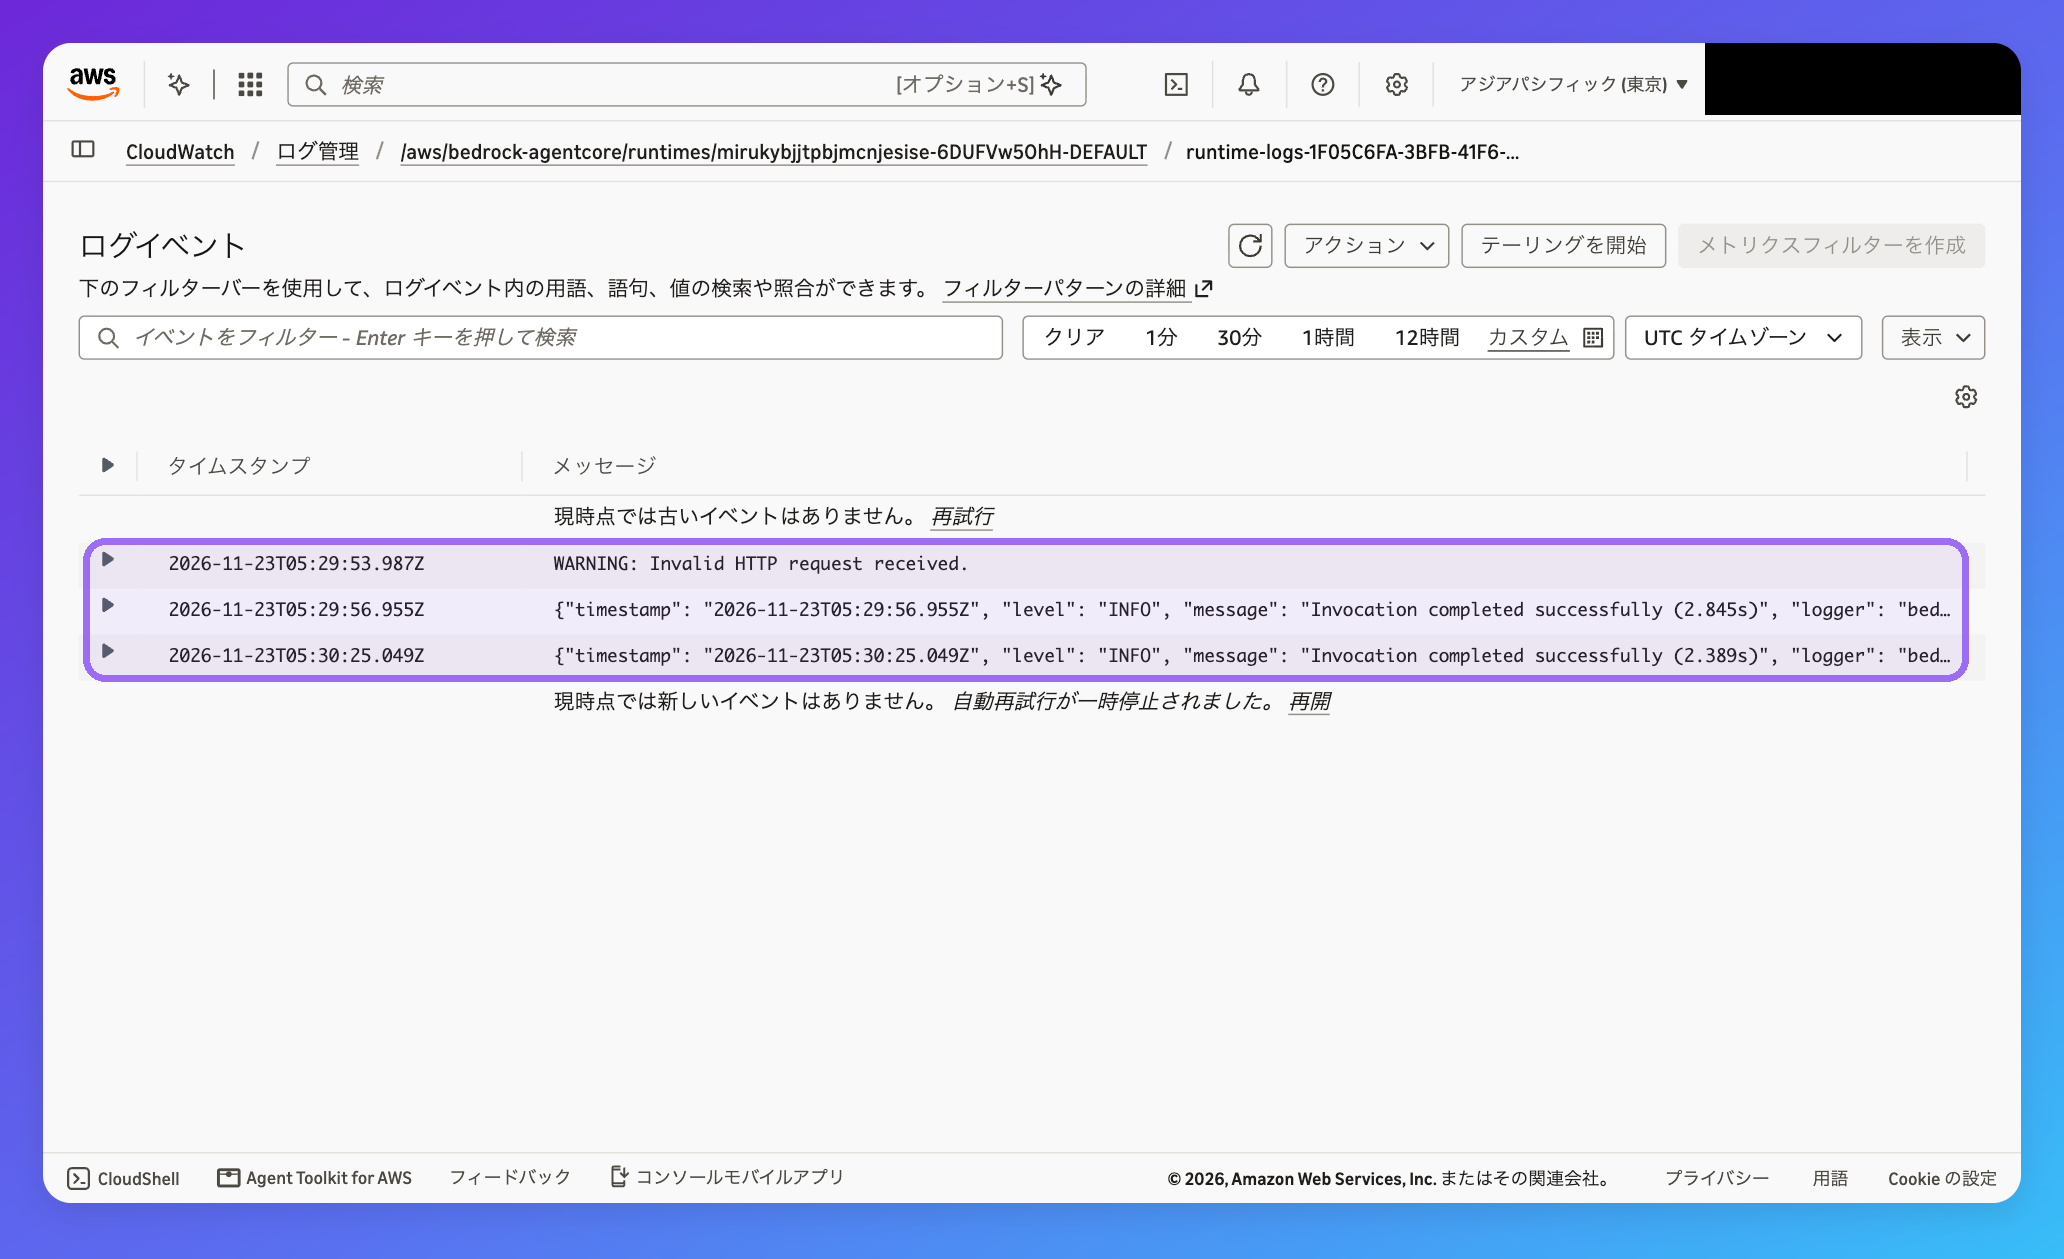 aws
検索 [オプション+S] アジアパシフィック (東京)
CloudWatch / ログ管理 / /aws/bedrock-agentcore/runtimes/mirukybjjtpbjmcnjesise-6DUFVw5OhH-DEFAULT / runtime-logs-1F05C6FA-3BFB-41F6-...
ログイベント アクション テーリングを開始 メトリクスフィルターを作成
下のフィルターバーを使用して、ログイベント内の用語、語句、値の検索や照合ができます。 フィルターパターンの詳細
イベントをフィルター - Enter キーを押して検索 クリア 1分 30分 1時間 12時間 カスタム UTC タイムゾーン 表示
タイムスタンプ メッセージ
現時点では古いイベントはありません。 再試行
2026-11-23T05:29:53.987Z WARNING: Invalid HTTP request received.
2026-11-23T05:29:56.955Z {"timestamp": "2026-11-23T05:29:56.955Z", "level": "INFO", "message": "Invocation completed successfully (2.845s)", "logger": "bed…
2026-11-23T05:30:25.049Z {"timestamp": "2026-11-23T05:30:25.049Z", "level": "INFO", "message": "Invocation completed successfully (2.389s)", "logger": "bed…
現時点では新しいイベントはありません。 自動再試行が一時停止されました。 再開
CloudShell Agent Toolkit for AWS フィードバック コンソールモバイルアプリ © 2026, Amazon Web Services, Inc. またはその関連会社。 プライバシー 用語 Cookie の設定